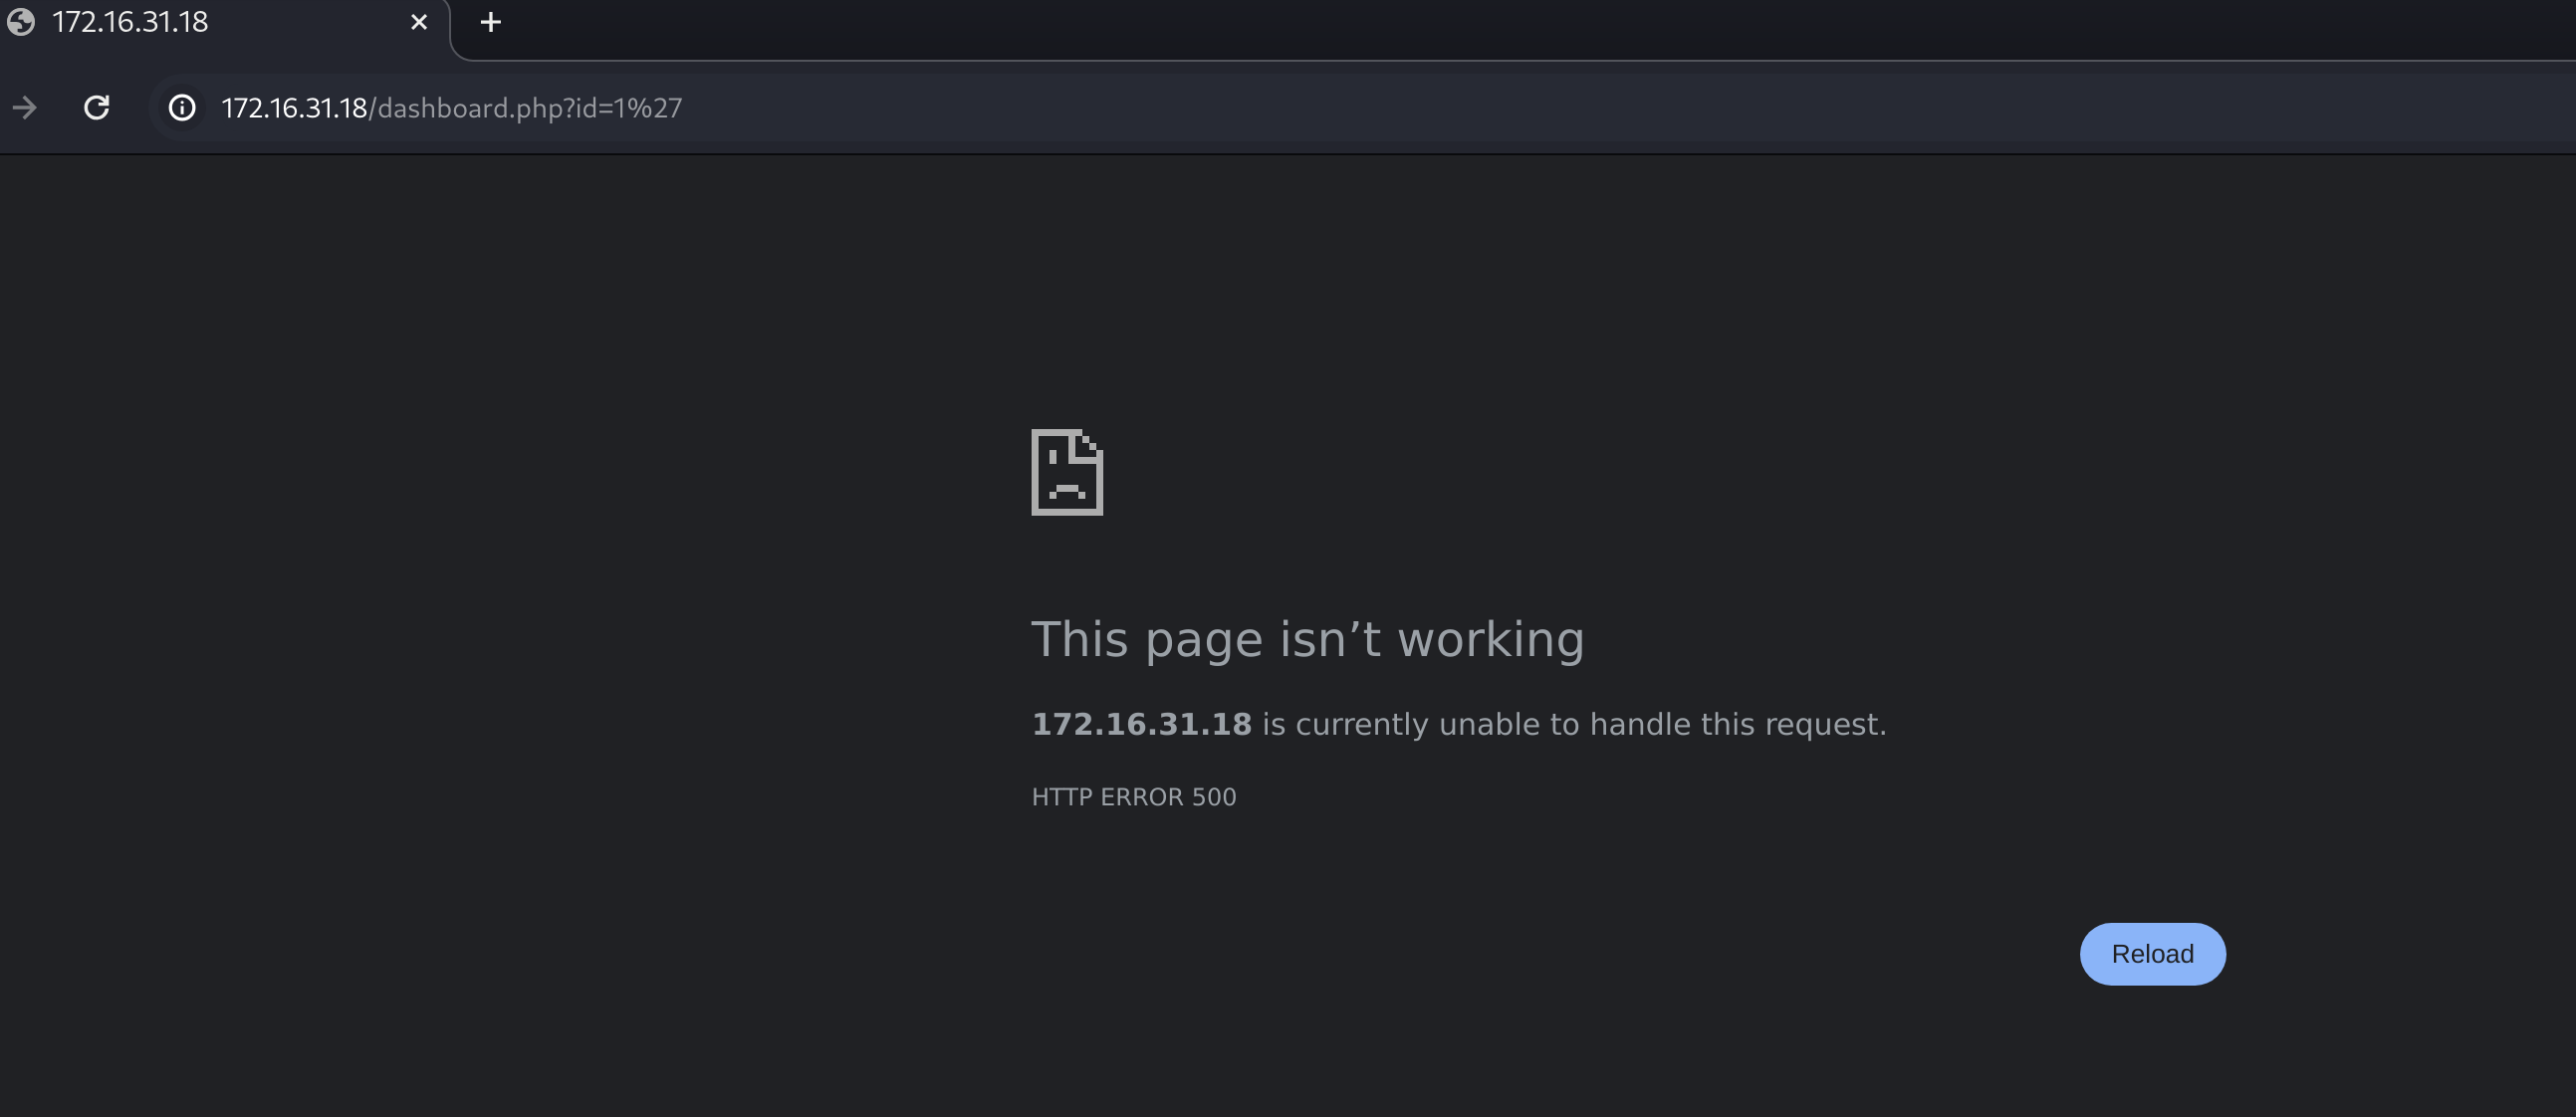 172.16.31.18
172.16.31.18/dashboard.php?id=1%27
This page isn’t working
172.16.31.18 is currently unable to handle this request.
HTTP ERROR 500
Reload